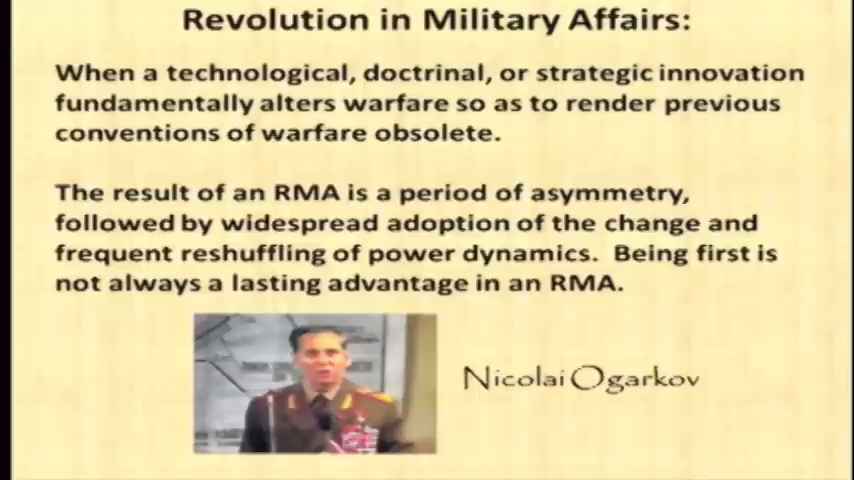 Revolution in Military Affairs:
When a technological, doctrinal, or strategic innovation
fundamentally alters warfare so as to render previous
conventions of warfare obsolete.
The result of an RMA is a period of asymmetry,
followed by widespread adoption of the change and
frequent reshuffling of power dynamics. Being first is
not always a lasting advantage in an RMA.
Nicolai Ogarkov